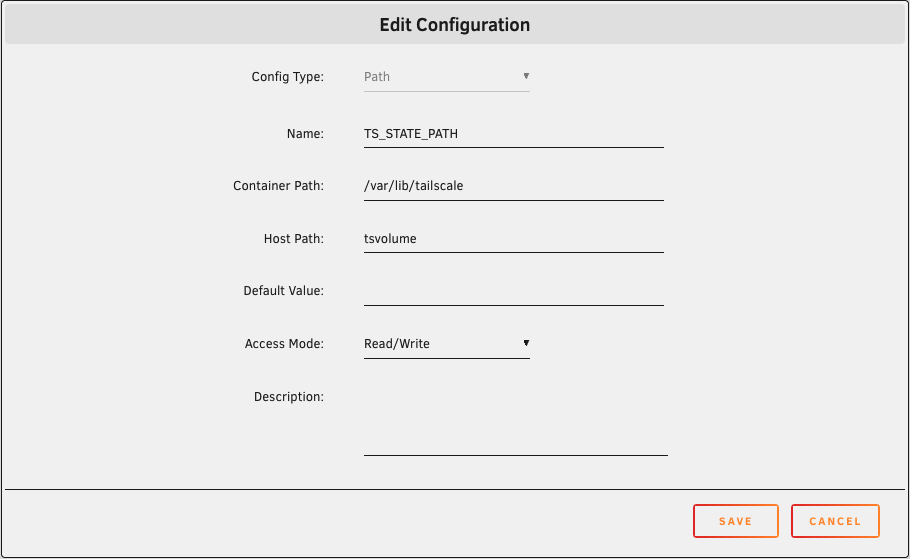 Edit Configuration
Config Type: Path
Name: TS_STATE_PATH
Container Path: /var/lib/tailscale
Host Path: tsvolume
Default Value:
Access Mode: Read/Write
Description:
SAVE CANCEL